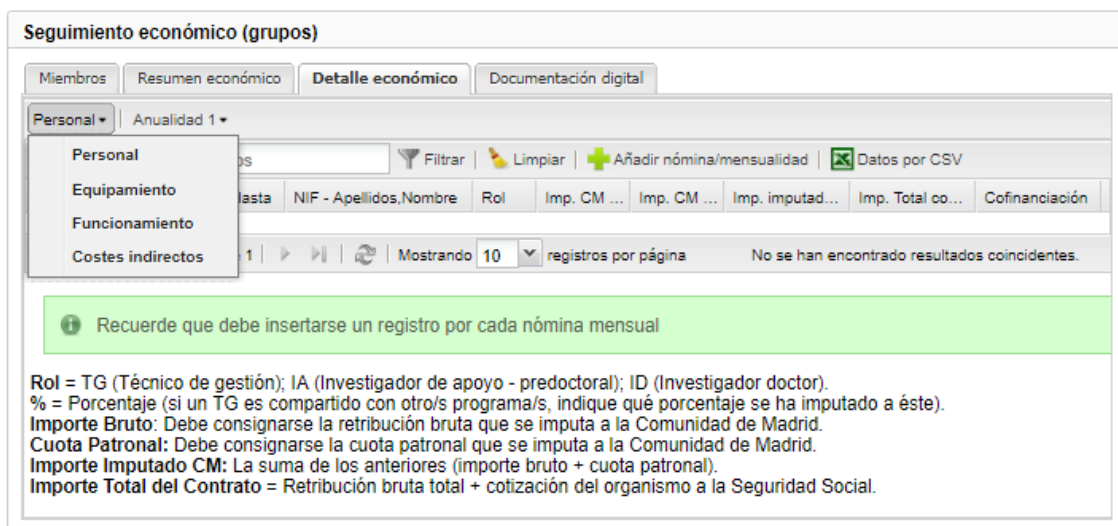 Seguimiento económico (grupos)
Miembros Resumen económico Detalle económico Documentación digital
Personal Anualidad 1
Personal
Equipamiento
Funcionamiento
Costes indirectos
Filtrar Limpiar Añadir nómina/mensualidad Datos por CSV
NIF - Apellidos,Nombre Rol Imp. CM ... Imp. CM ... Imp. imputad... Imp. Total co... Cofinanciación
1 Mostrando 10 registros por página No se han encontrado resultados coincidentes.
Recuerde que debe insertarse un registro por cada nómina mensual
Rol = TG (Técnico de gestión); IA (Investigador de apoyo - predoctoral); ID (Investigador doctor).
% = Porcentaje (si un TG es compartido con otro/s programa/s, indique qué porcentaje se ha imputado a éste).
Importe Bruto: Debe consignarse la retribución bruta que se imputa a la Comunidad de Madrid.
Cuota Patronal: Debe consignarse la cuota patronal que se imputa a la Comunidad de Madrid.
Importe Imputado CM: La suma de los anteriores (importe bruto + cuota patronal).
Importe Total del Contrato = Retribución bruta total + cotización del organismo a la Seguridad Social.